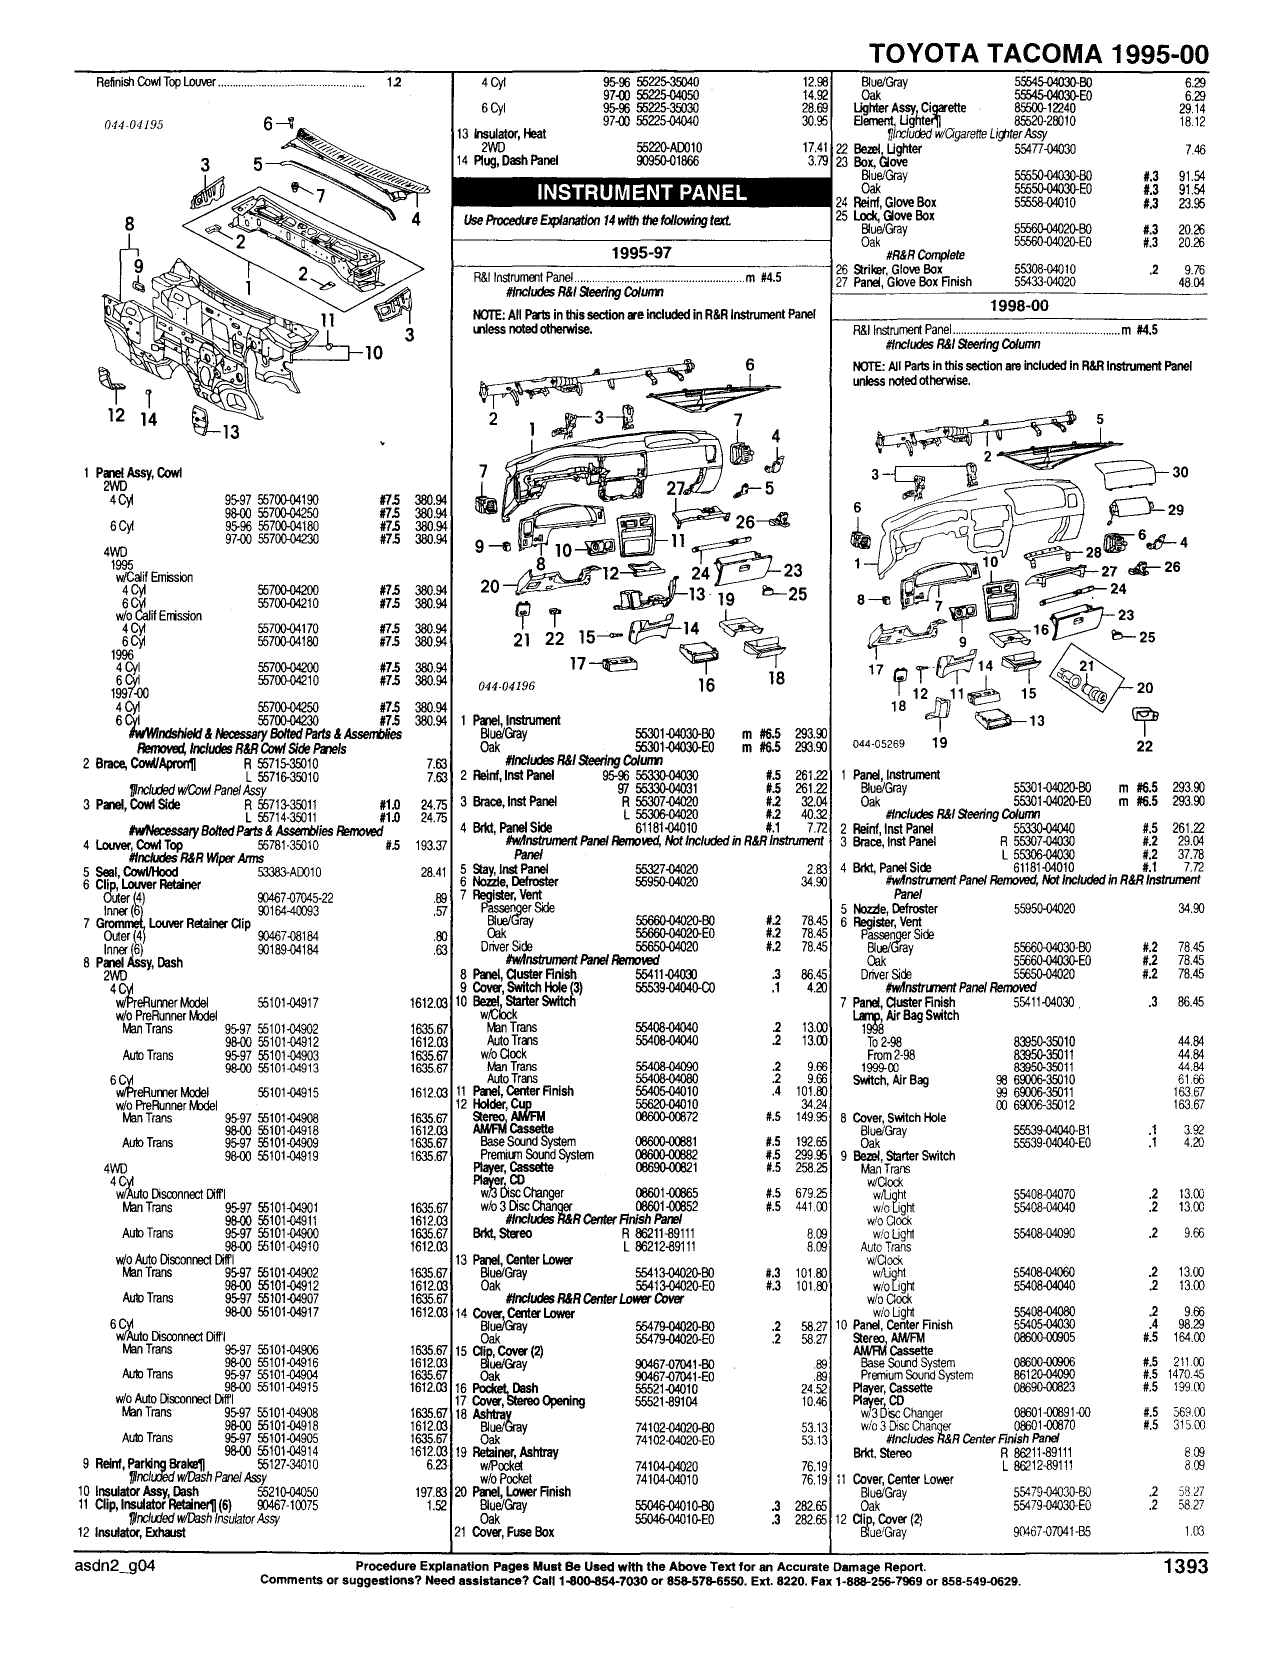 TOYOTA TACOMA 1995-00
Refinish Cowl Top Louver 1.2
044-04195
6
3
5
7
4
8
2
9
2
1
11
3
10
12 14
13
1 Panel Assy, Cowl
2WD
4 Cyl 95-97 55700-04190 #7.5 380.94
98-00 55700-04250 #7.5 380.94
6 Cyl 95-96 55700-04180 #7.5 380.94
97-00 55700-04230 #7.5 380.94
4WD
1995
w/Calif Emission
4 Cyl 55700-04200 #7.5 380.94
6 Cyl 55700-04210 #7.5 380.94
w/o Calif Emission
4 Cyl 55700-04170 #7.5 380.94
6 Cyl 55700-04180 #7.5 380.94
1996
4 Cyl 55700-04200 #7.5 380.94
6 Cyl 55700-04210 #7.5 380.94
1997-00
4 Cyl 55700-04250 #7.5 380.94
6 Cyl 55700-04230 #7.5 380.94
#w/Windshield & Necessary Bolted Parts & Assemblies
Removed, Includes R&R Cowl Side Panels
2 Brace, Cowl/Apron¶ R 55715-35010 7.63
L 55716-35010 7.63
¶Included w/Cowl Panel Assy
3 Panel, Cowl Side R 55713-35011 #1.0 24.75
L 55714-35011 #1.0 24.75
#w/Necessary Bolted Parts & Assemblies Removed
4 Louver, Cowl Top 55781-35010 #.5 193.37
#Includes R&R Wiper Arms
5 Seal, Cowl/Hood 53383-AD010 28.41
6 Clip, Louver Retainer
Outer (4) 90467-07045-22 .89
Inner (6) 90164-40093 .57
7 Grommet, Louver Retainer Clip
Outer (4) 90467-08184 .80
Inner (6) 90189-04184 .63
8 Panel Assy, Dash
2WD
4 Cyl
w/PreRunner Model 55101-04917 1612.03
w/o PreRunner Model
Man Trans 95-97 55101-04902 1635.67
98-00 55101-04912 1612.03
Auto Trans 95-97 55101-04903 1635.67
98-00 55101-04913 1635.67
6 Cyl
w/PreRunner Model 55101-04915 1612.03
w/o PreRunner Model
Man Trans 95-97 55101-04908 1635.67
98-00 55101-04918 1612.03
Auto Trans 95-97 55101-04909 1635.67
98-00 55101-04919 1635.67
4WD
4 Cyl
w/Auto Disconnect Diff'l
Man Trans 95-97 55101-04901 1635.67
98-00 55101-04911 1612.03
Auto Trans 95-97 55101-04900 1635.67
98-00 55101-04910 1612.03
w/o Auto Disconnect Diff'l
Man Trans 95-97 55101-04902 1635.67
98-00 55101-04912 1612.03
Auto Trans 95-97 55101-04907 1635.67
98-00 55101-04917 1612.03
6 Cyl
w/Auto Disconnect Diff'l
Man Trans 95-97 55101-04906 1635.67
98-00 55101-04916 1612.03
Auto Trans 95-97 55101-04904 1635.67
98-00 55101-04915 1612.03
w/o Auto Disconnect Diff'l
Man Trans 95-97 55101-04908 1635.67
98-00 55101-04918 1612.03
Auto Trans 95-97 55101-04905 1635.67
98-00 55101-04914 1612.03
9 Reinf, Parking Brake¶ 55127-34010 6.23
¶Included w/Dash Panel Assy
10 Insulator Assy, Dash 55210-04050 197.83
11 Clip, Insulator Retainer¶ (6) 90467-10075 1.52
¶Included w/Dash Insulator Assy
12 Insulator, Exhaust
4 Cyl 95-96 55225-35040 12.98
97-00 55225-04050 14.92
6 Cyl 95-96 55225-35030 28.69
97-00 55225-04040 30.95
13 Insulator, Heat
2WD 55220-AD010 17.41
14 Plug, Dash Panel 90950-01866 3.79
INSTRUMENT PANEL
Use Procedure Explanation 14 with the following text.
1995-97
R&I Instrument Panel m #4.5
#Includes R&I Steering Column
NOTE: All Parts in this section are included in R&R Instrument Panel
unless noted otherwise.
6
2
1
3
7
4
7
27
5
26
9
8
10
11
20
12
24
23
13
19
25
21 22 15
14
17
16
18
044-04196
1 Panel, Instrument
Blue/Gray 55301-04030-B0 m #6.5 293.90
Oak 55301-04030-E0 m #6.5 293.90
#Includes R&I Steering Column
2 Reinf, Inst Panel 95-96 55330-04030 #.5 261.22
97 55330-04031 #.5 261.22
3 Brace, Inst Panel R 55307-04020 #.2 32.04
L 55306-04020 #.2 40.32
4 Brkt, Panel Side 61181-04010 #.1 7.72
#w/Instrument Panel Removed, Not Included in R&R Instrument
Panel
5 Stay, Inst Panel 55327-04020 2.83
6 Nozzle, Defroster 55950-04020 34.90
7 Register, Vent
Passenger Side
Blue/Gray 55660-04020-B0 #.2 78.45
Oak 55660-04020-E0 #.2 78.45
Driver Side 55650-04020 #.2 78.45
#w/Instrument Panel Removed
8 Panel, Cluster Finish 55411-04030 .3 86.45
9 Cover, Switch Hole (3) 55539-04040-C0 .1 4.20
10 Bezel, Starter Switch
w/Clock
Man Trans 55408-04040 .2 13.00
Auto Trans 55408-04040 .2 13.00
w/o Clock
Man Trans 55408-04090 .2 9.66
Auto Trans 55408-04080 .2 9.66
11 Panel, Center Finish 55405-04010 .4 101.80
12 Holder, Cup 55620-04010 34.24
Stereo, AM/FM 08600-00872 #.5 149.95
AM/FM Cassette
Base Sound System 08600-00881 #.5 192.65
Premium Sound System 08600-00882 #.5 299.95
Player, Cassette 08690-00821 #.5 258.25
Player, CD
w/3 Disc Changer 08601-00865 #.5 679.25
w/o 3 Disc Changer 08601-00852 #.5 441.00
#Includes R&R Center Finish Panel
Brkt, Stereo R 86211-89111 8.09
L 86212-89111 8.09
13 Panel, Center Lower
Blue/Gray 55413-04020-B0 #.3 101.80
Oak 55413-04020-E0 #.3 101.80
#Includes R&R Center Lower Cover
14 Cover, Center Lower
Blue/Gray 55479-04020-B0 .2 58.27
Oak 55479-04020-E0 .2 58.27
15 Clip, Cover (2)
Blue/Gray 90467-07041-B0 .89
Oak 90467-07041-E0 .89
16 Pocket, Dash 55521-04010 24.52
17 Cover, Stereo Opening 55521-89104 10.46
18 Ashtray
Blue/Gray 74102-04020-B0 53.13
Oak 74102-04020-E0 53.13
19 Retainer, Ashtray
w/Pocket 74104-04020 76.19
w/o Pocket 74104-04010 76.19
20 Panel, Lower Finish
Blue/Gray 55046-04010-B0 .3 282.65
Oak 55046-04010-E0 .3 282.65
21 Cover, Fuse Box
Blue/Gray 55545-04030-B0 6.29
Oak 55545-04030-E0 6.29
Lighter Assy, Cigarette 85500-12240 29.14
Element, Lighter¶ 85520-28010 18.12
¶Included w/Cigarette Lighter Assy
22 Bezel, Lighter 55477-04030 7.46
23 Box, Glove
Blue/Gray 55550-04030-B0 #.3 91.54
Oak 55550-04030-E0 #.3 91.54
24 Reinf, Glove Box 55558-04010 #.3 23.95
25 Lock, Glove Box
Blue/Gray 55560-04020-B0 #.3 20.26
Oak 55560-04020-E0 #.3 20.26
#R&R Complete
26 Striker, Glove Box 55308-04010 .2 9.76
27 Panel, Glove Box Finish 55433-04020 48.04
1998-00
R&I Instrument Panel m #4.5
#Includes R&I Steering Column
NOTE: All Parts in this section are included in R&R Instrument Panel
unless noted otherwise.
5
2
3
30
6
29
1
10
28
6
4
27
26
8
7
24
9
16
23
25
17
14
21
20
12 11
15
18
13
19
22
044-05269
1 Panel, Instrument
Blue/Gray 55301-04020-B0 m #6.5 293.90
Oak 55301-04020-E0 m #6.5 293.90
#Includes R&I Steering Column
2 Reinf, Inst Panel 55330-04040 #.5 261.22
3 Brace, Inst Panel R 55307-04030 #.2 29.04
L 55306-04030 #.2 37.78
4 Brkt, Panel Side 61181-04010 #.1 7.72
#w/Instrument Panel Removed, Not Included in R&R Instrument
Panel
5 Nozzle, Defroster 55950-04020 34.90
6 Register, Vent
Passenger Side
Blue/Gray 55660-04030-B0 #.2 78.45
Oak 55660-04030-E0 #.2 78.45
Driver Side 55650-04020 #.2 78.45
#w/Instrument Panel Removed
7 Panel, Cluster Finish 55411-04030 .3 86.45
Lamp, Air Bag Switch
1998
To 2-98 83950-35010 44.84
From 2-98 83950-35011 44.84
1999-00 83950-35011 44.84
Switch, Air Bag 98 69006-35010 61.66
99 69006-35011 163.67
00 69006-35012 163.67
8 Cover, Switch Hole
Blue/Gray 55539-04040-B1 .1 3.92
Oak 55539-04040-E0 .1 4.20
9 Bezel, Starter Switch
Man Trans
w/Clock
w/Light 55408-04070 .2 13.00
w/o Light 55408-04040 .2 13.00
w/o Clock
w/o Light 55408-04090 .2 9.66
Auto Trans
w/Clock
w/Light 55408-04060 .2 13.00
w/o Light 55408-04040 .2 13.00
w/o Clock
w/o Light 55408-04080 .2 9.66
10 Panel, Center Finish 55405-04030 .4 98.29
Stereo, AM/FM 08600-00905 #.5 164.00
AM/FM Cassette
Base Sound System 08600-00906 #.5 211.00
Premium Sound System 86120-04090 #.5 1470.45
Player, Cassette 08690-00823 #.5 199.00
Player, CD
w/3 Disc Changer 08601-00891-00 #.5 569.00
w/o 3 Disc Changer 08601-00870 #.5 315.00
#Includes R&R Center Finish Panel
Brkt, Stereo R 86211-89111 8.09
L 86212-89111 8.09
11 Cover, Center Lower
Blue/Gray 55479-04030-B0 .2 58.27
Oak 55479-04030-E0 .2 58.27
12 Clip, Cover (2)
Blue/Gray 90467-07041-B5 1.03
asdn2_g04
Procedure Explanation Pages Must Be Used with the Above Text for an Accurate Damage Report.
Comments or suggestions? Need assistance? Call 1-800-854-7030 or 858-578-6550. Ext. 8220. Fax 1-888-256-7969 or 858-549-0629.
1393